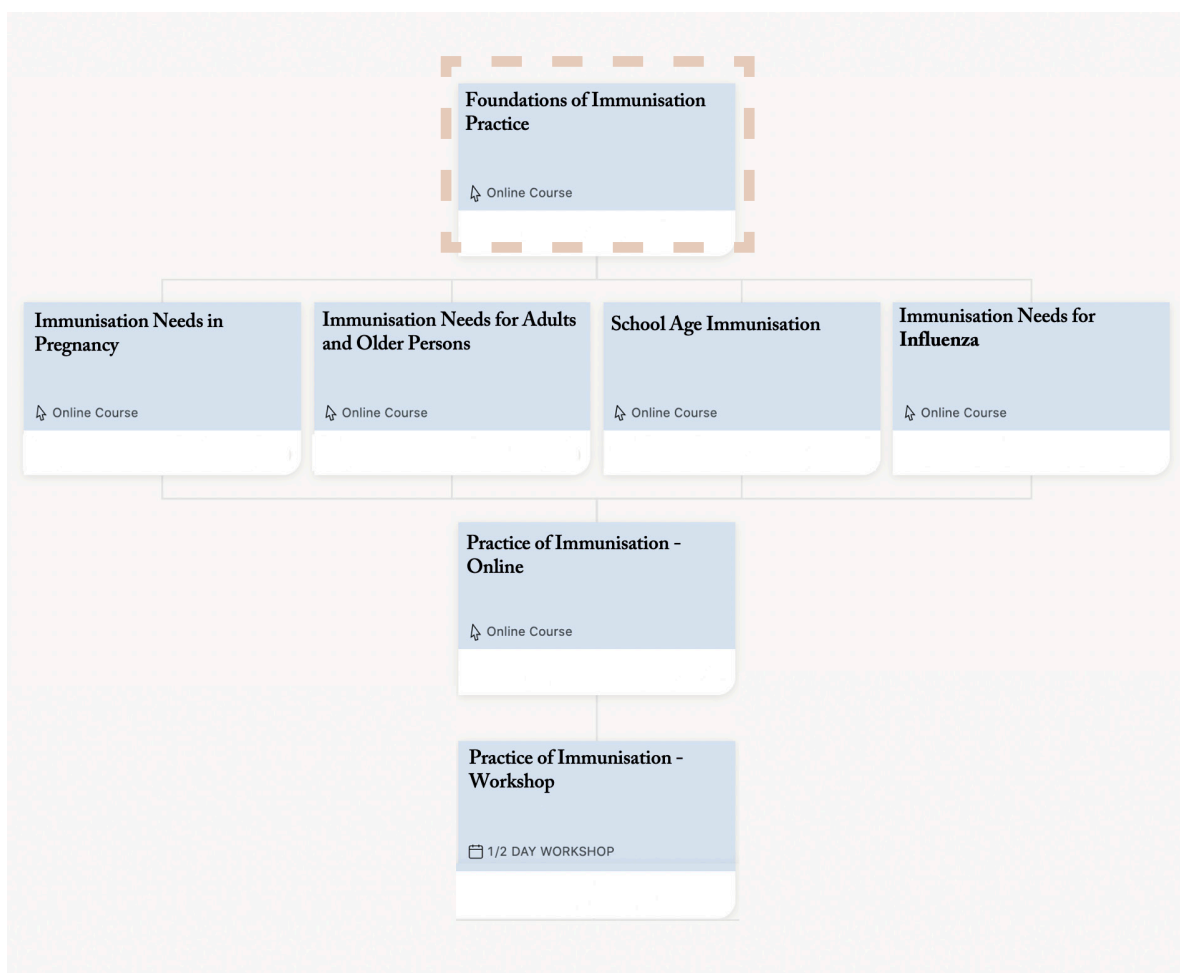 Foundations of Immunisation
Practice
Online Course
Immunisation Needs in
Pregnancy
Online Course
Immunisation Needs for Adults
and Older Persons
Online Course
School Age Immunisation
Online Course
Immunisation Needs for
Influenza
Online Course
Practice of Immunisation -
Online
Online Course
Practice of Immunisation -
Workshop
1/2 DAY WORKSHOP